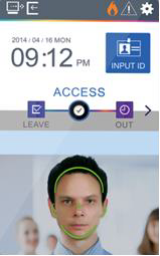 2014 / 04 / 16 MON
09:12 PM
INPUT ID
ACCESS
LEAVE
OUT